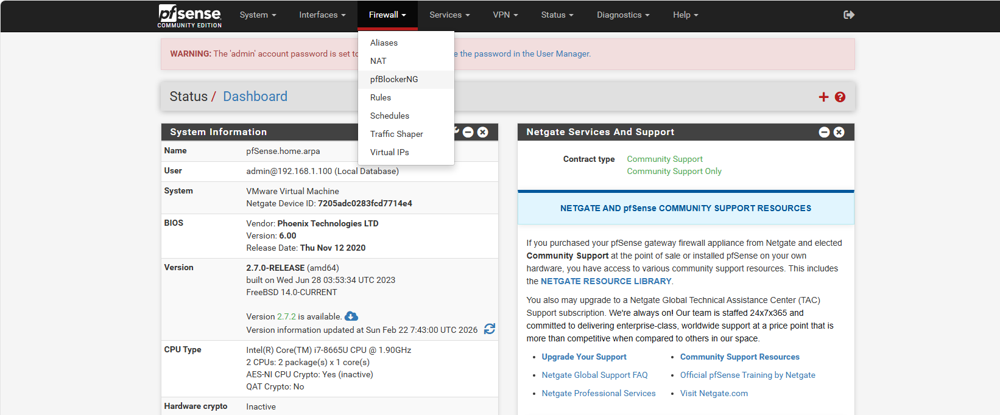 pfsense
COMMUNITY EDITION
System
Interfaces
Firewall
Services
VPN
Status
Diagnostics
Help
Aliases
NAT
pfBlockerNG
Rules
Schedules
Traffic Shaper
Virtual IPs
WARNING: The 'admin' account password is set to
the password in the User Manager.
Status / Dashboard
System Information
Name pfSense.home.arpa
User admin@192.168.1.100 (Local Database)
System VMware Virtual Machine
Netgate Device ID: 7205adc0283fcd7714e4
BIOS Vendor: Phoenix Technologies LTD
Version: 6.00
Release Date: Thu Nov 12 2020
Version 2.7.0-RELEASE (amd64)
built on Wed Jun 28 03:53:34 UTC 2023
FreeBSD 14.0-CURRENT
Version 2.7.2 is available.
Version information updated at Sun Feb 22 7:43:00 UTC 2026
CPU Type Intel(R) Core(TM) i7-8665U CPU @ 1.90GHz
2 CPUs: 2 package(s) x 1 core(s)
AES-NI CPU Crypto: Yes (inactive)
QAT Crypto: No
Hardware crypto Inactive
Netgate Services And Support
Contract type Community Support
Community Support Only
NETGATE AND pfSense COMMUNITY SUPPORT RESOURCES
If you purchased your pfSense gateway firewall appliance from Netgate and elected
Community Support at the point of sale or installed pfSense on your own
hardware, you have access to various community support resources. This includes
the NETGATE RESOURCE LIBRARY.
You also may upgrade to a Netgate Global Technical Assistance Center (TAC)
Support subscription. We're always on! Our team is staffed 24x7x365 and
committed to delivering enterprise-class, worldwide support at a price point that is
more than competitive when compared to others in our space.
• Upgrade Your Support
• Community Support Resources
• Netgate Global Support FAQ
• Official pfSense Training by Netgate
• Netgate Professional Services
• Visit Netgate.com